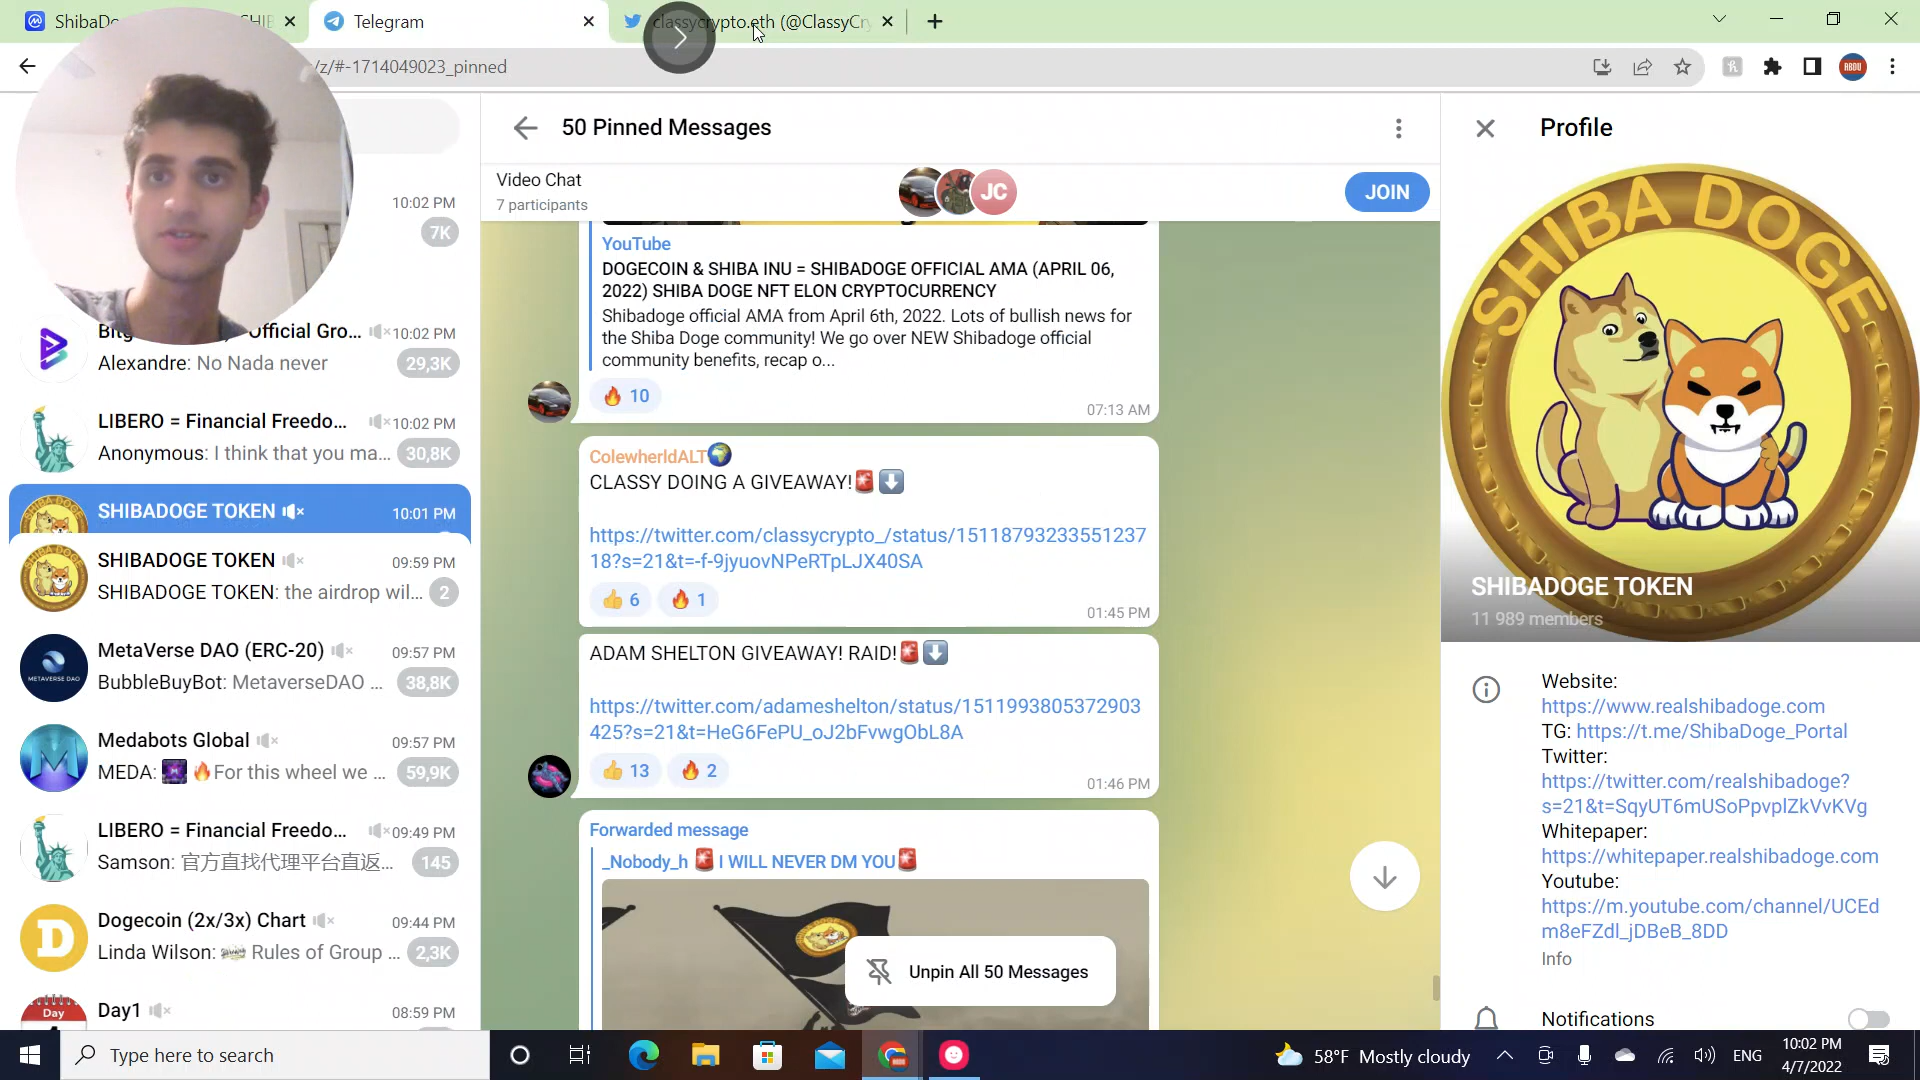 ShibaDo
SHIB
Telegram
classycrypto.eth (@ClassyCry
/z/#-1714049023_pinned
ABDU
50 Pinned Messages
Profile
Video Chat
7 participants
JC
JOIN
10:02 PM
7K
Official Gro...
10:02 PM
Alexandre: No Nada never
29,3K
LIBERO = Financial Freedo...
10:02 PM
Anonymous: I think that you ma...
30,8K
SHIBADOGE TOKEN
10:01 PM
SHIBADOGE TOKEN
09:59 PM
SHIBADOGE TOKEN: the airdrop wil...
2
MetaVerse DAO (ERC-20)
09:57 PM
METAVERSE DAO
BubbleBuyBot: MetaverseDAO ...
38,8K
Medabots Global
09:57 PM
MEDA: 🔥For this wheel we ...
59,9K
LIBERO = Financial Freedo...
09:49 PM
Samson: 官方直找代理平台直返...
145
Dogecoin (2x/3x) Chart
09:44 PM
Linda Wilson: Rules of Group ...
2,3K
Day1
08:59 PM
Day
YouTube
DOGECOIN & SHIBA INU = SHIBADOGE OFFICIAL AMA (APRIL 06,
2022) SHIBA DOGE NFT ELON CRYPTOCURRENCY
Shibadoge official AMA from April 6th, 2022. Lots of bullish news for
the Shiba Doge community! We go over NEW Shibadoge official
community benefits, recap o...
🔥 10
07:13 AM
ColewherldALT🌍
CLASSY DOING A GIVEAWAY!🚨⬇️
https://twitter.com/classycrypto_/status/15118793233551237
18?s=21&t=-f-9jyuovNPeRTpLJX40SA
👍 6 🔥 1
01:45 PM
ADAM SHELTON GIVEAWAY! RAID!🚨⬇️
https://twitter.com/adameshelton/status/1511993805372903
425?s=21&t=HeG6FePU_oJ2bFvwgObL8A
👍 13 🔥 2
01:46 PM
Forwarded message
_Nobody_h 🚨I WILL NEVER DM YOU🚨
Unpin All 50 Messages
SHIBA DOGE
SHIBADOGE TOKEN
11 989 members
Website:
https://www.realshibadoge.com
TG: https://t.me/ShibaDoge_Portal
Twitter:
https://twitter.com/realshibadoge?
s=21&t=SqyUT6mUSoPpvplZkVvKVg
Whitepaper:
https://whitepaper.realshibadoge.com
Youtube:
https://m.youtube.com/channel/UCEd
m8eFZdl_jDBeB_8DD
Info
Notifications
Type here to search
58°F Mostly cloudy
ENG
10:02 PM
4/7/2022